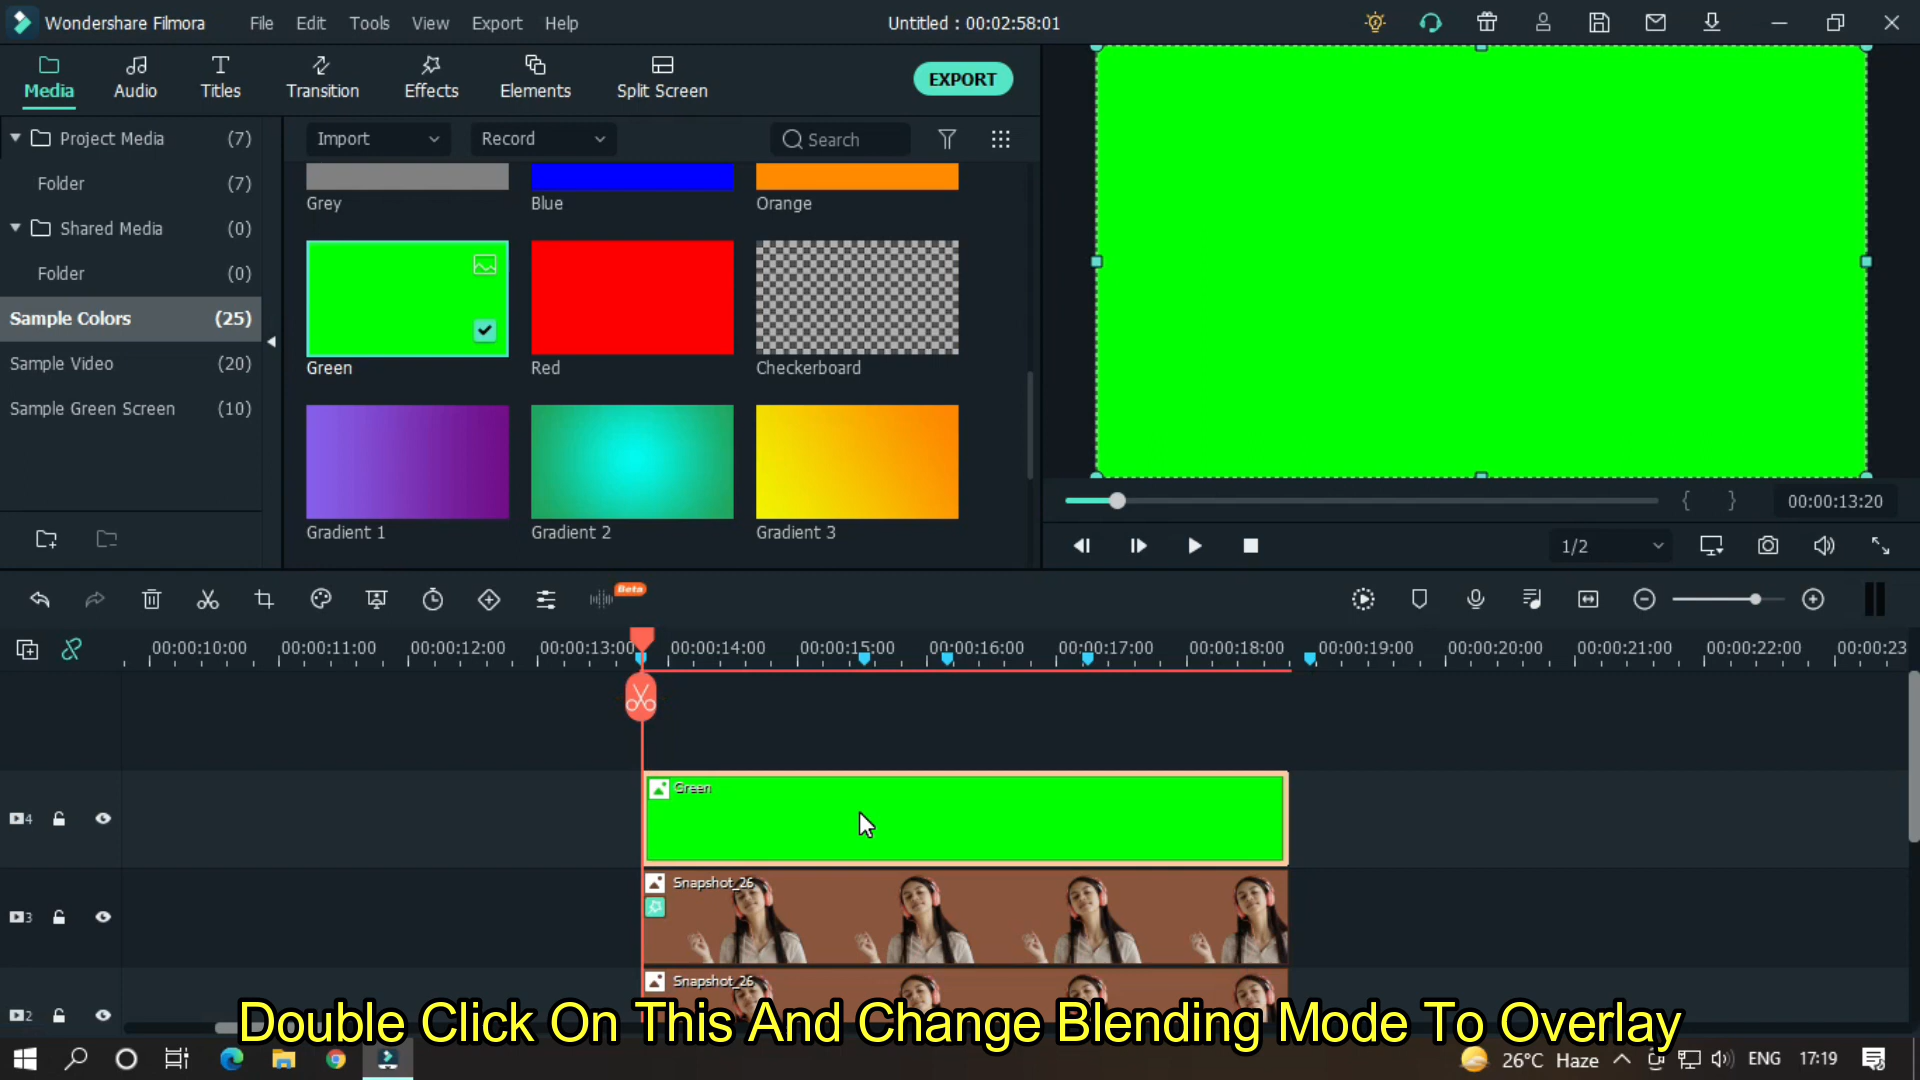 Wondershare Filmora
File
Edit
Tools
View
Export
Help
Untitled : 00:02:58:01
Media
Audio
Titles
Transition
Effects
Elements
Split Screen
EXPORT
Project Media (7)
Folder (7)
Shared Media (0)
Folder (0)
Sample Colors (25)
Sample Video (20)
Sample Green Screen (10)
Import
Record
Search
Grey
Blue
Orange
Green
Red
Checkerboard
Gradient 1
Gradient 2
Gradient 3
{ }
00:00:13:20
1/2
Beta
00:00:10:00
00:00:11:00
00:00:12:00
00:00:13:00
00:00:14:00
00:00:15:00
00:00:16:00
00:00:17:00
00:00:18:00
00:00:19:00
00:00:20:00
00:00:21:00
00:00:22:00
00:00:23
4
Green
3
Snapshot_26
2
Snapshot_26
Double Click On This And Change Blending Mode To Overlay
26°C Haze
ENG
17:19